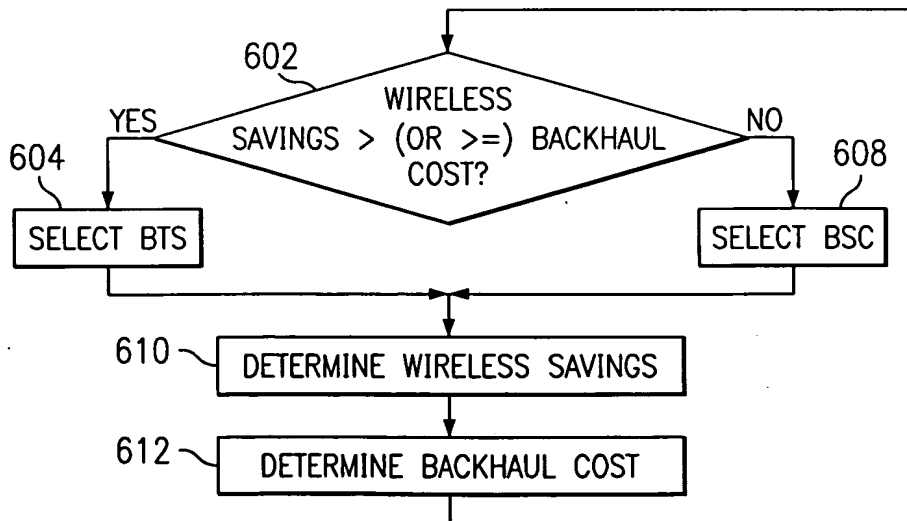 602
WIRELESS
YES
SAVINGS > (OR >=) BACKHAUL
NO
COST?
604
608
SELECT BTS
SELECT BSC
610
DETERMINE WIRELESS SAVINGS
612
DETERMINE BACKHAUL COST